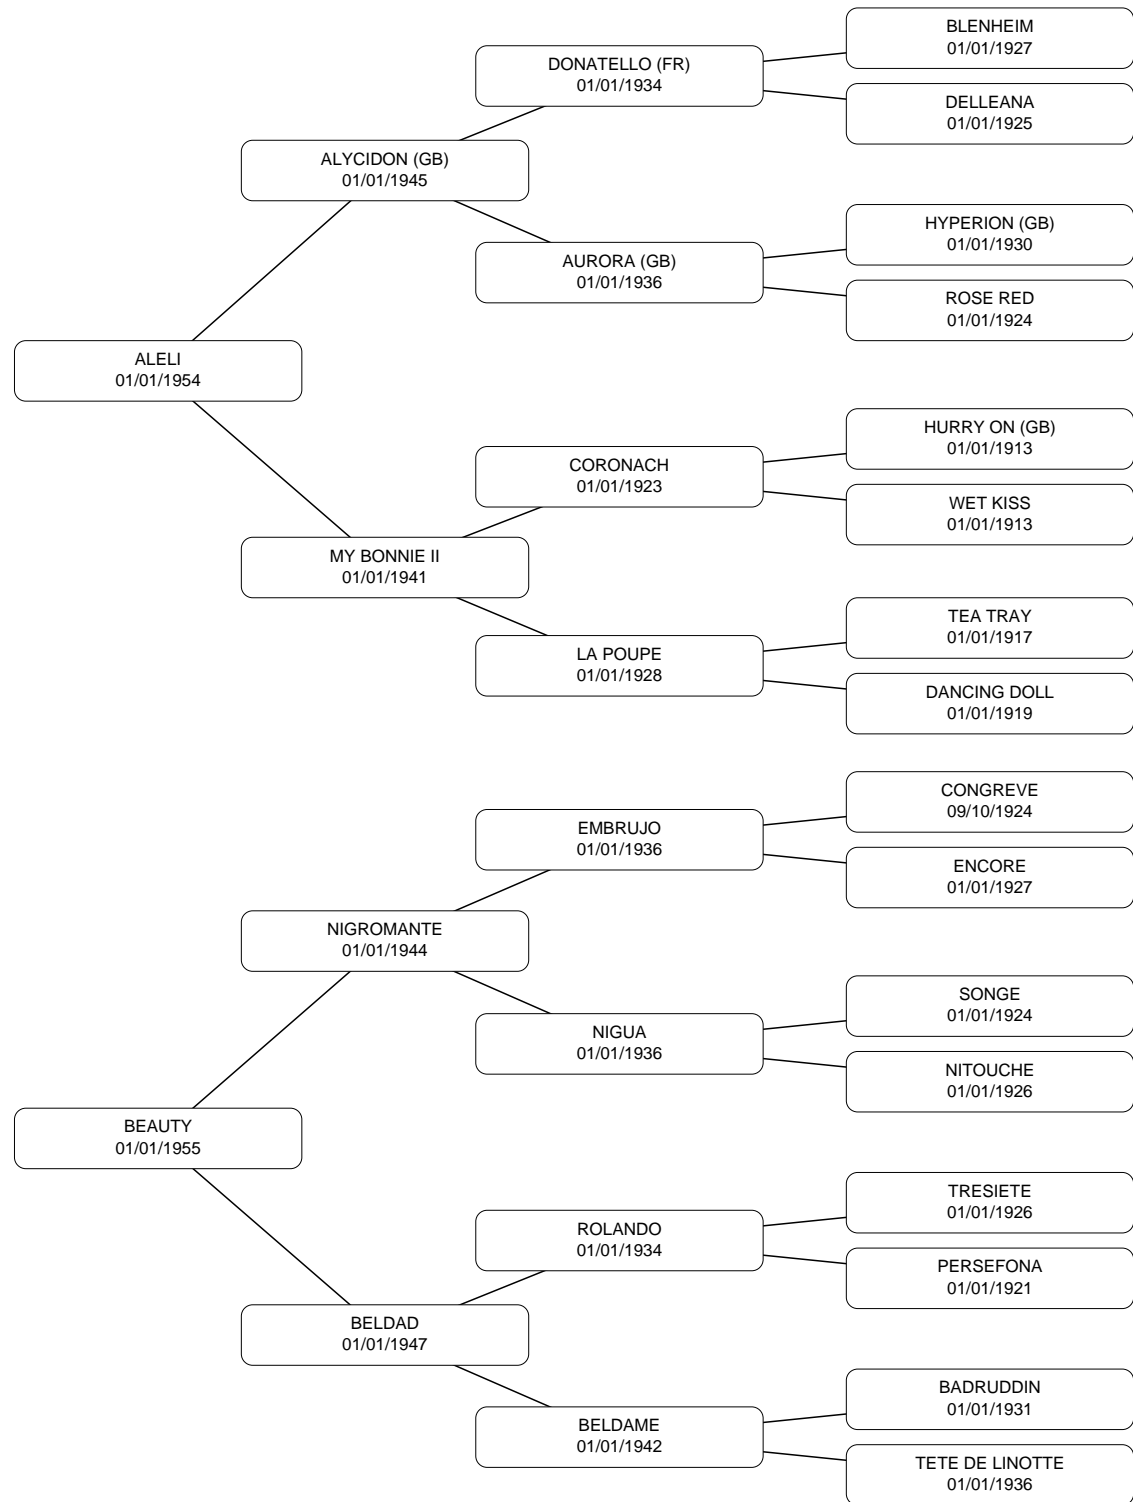 BLENHEIM
01/01/1927
DONATELLO (FR)
01/01/1934
DELLEANA
01/01/1925
ALYCIDON (GB)
01/01/1945
HYPERION (GB)
01/01/1930
AURORA (GB)
01/01/1936
ROSE RED
01/01/1924
ALELI
01/01/1954
HURRY ON (GB)
01/01/1913
CORONACH
01/01/1923
WET KISS
01/01/1913
MY BONNIE II
01/01/1941
TEA TRAY
01/01/1917
LA POUPE
01/01/1928
DANCING DOLL
01/01/1919
CONGREVE
09/10/1924
EMBRUJO
01/01/1936
ENCORE
01/01/1927
NIGROMANTE
01/01/1944
SONGE
01/01/1924
NIGUA
01/01/1936
NITOUCHE
01/01/1926
BEAUTY
01/01/1955
TRESIETE
01/01/1926
ROLANDO
01/01/1934
PERSEFONA
01/01/1921
BELDAD
01/01/1947
BADRUDDIN
01/01/1931
BELDAME
01/01/1942
TETE DE LINOTTE
01/01/1936